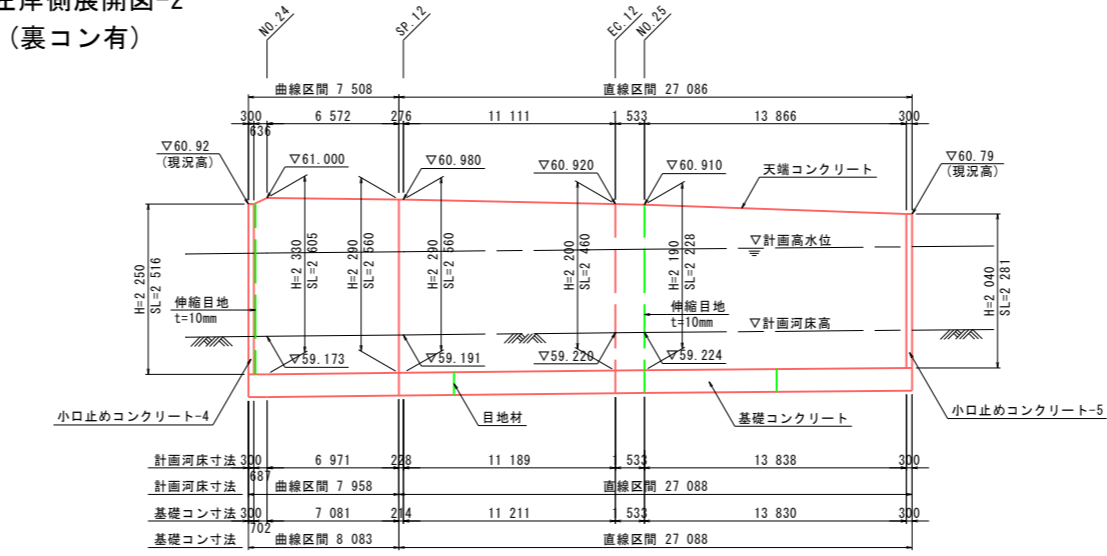 左岸側展開図-2
（裏コン有）
NO.24
SP.12
EC.12
NO.25
曲線区間 7 508
直線区間 27 086
300
636
6 572
276
11 111
1 533
13 866
300
▽60.92
(現況高)
▽61.000
▽60.980
▽60.920
▽60.910
天端コンクリート
▽60.79
(現況高)
H=2 250
SL=2 516
H=2 330
SL=2 605
H=2 290
SL=2 560
H=2 290
SL=2 560
H=2 200
SL=2 460
H=2 190
SL=2 228
H=2 040
SL=2 281
▽計画高水位
伸縮目地
t=10mm
伸縮目地
t=10mm
▽計画河床高
▽59.173
▽59.191
▽59.220
▽59.224
小口止めコンクリート-4
目地材
基礎コンクリート
小口止めコンクリート-5
計画河床寸法 300 6 971 228 11 189 1 533 13 838 300
687
計画河床寸法 曲線区間 7 958 直線区間 27 088
基礎コン寸法 300 7 081 214 11 211 1 533 13 830 300
702
基礎コン寸法 曲線区間 8 083 直線区間 27 088